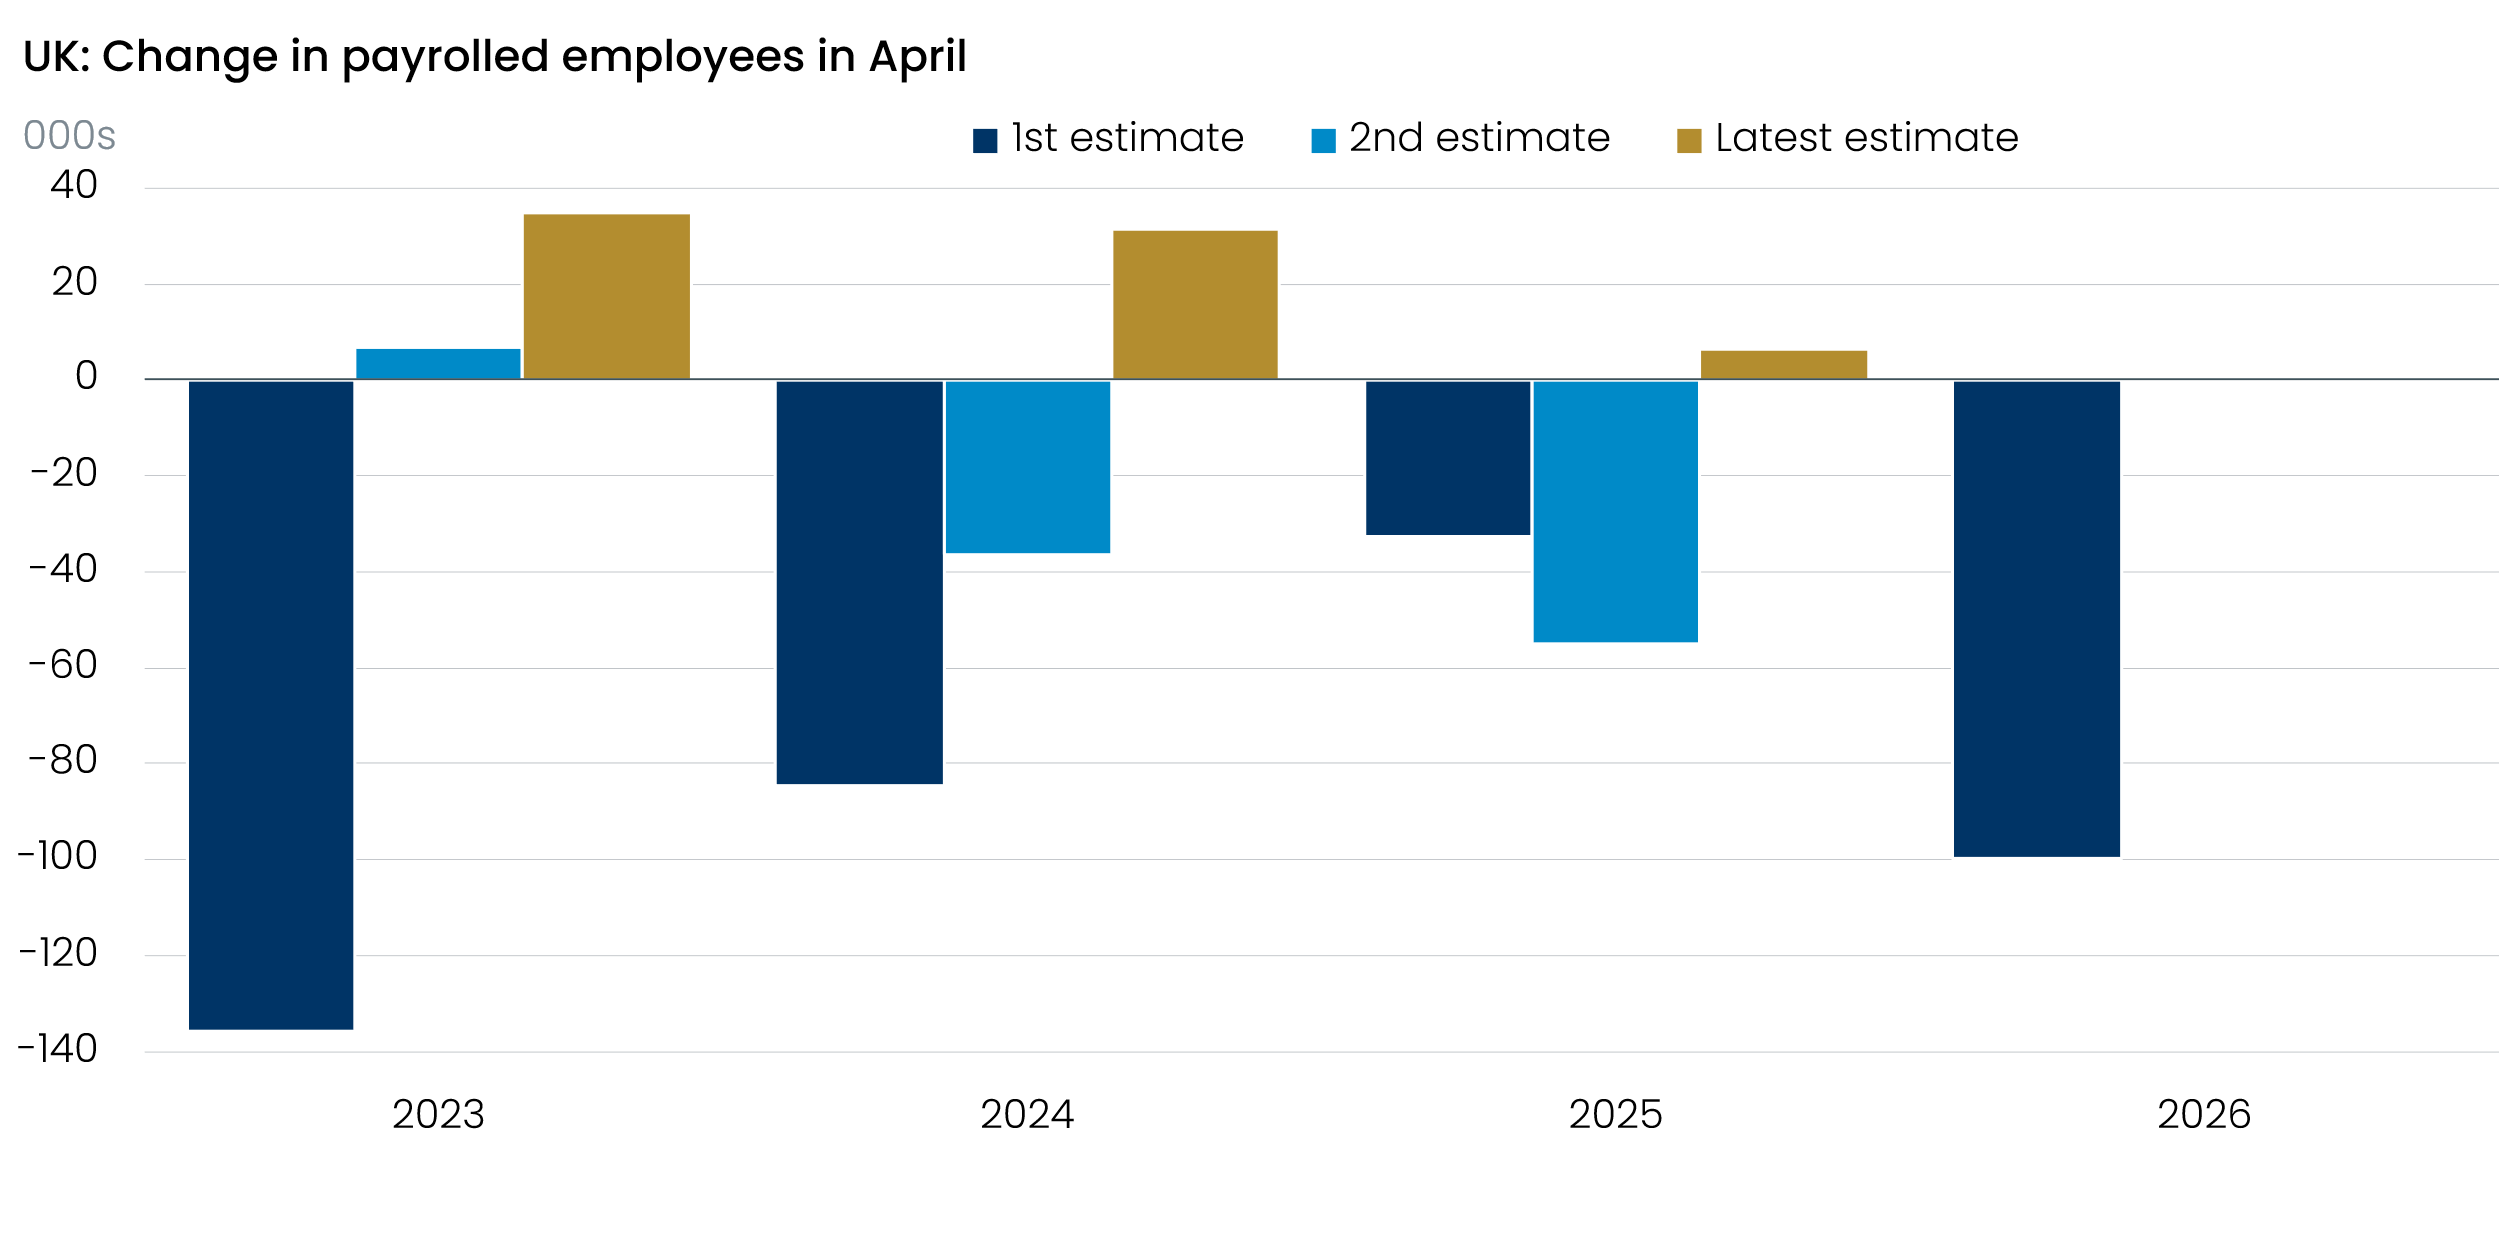 UK: Change in payrolled employees in April
000s
1st estimate 2nd estimate Latest estimate
40
20
0
-20
-40
-60
-80
-100
-120
-140
2023 2024 2025 2026